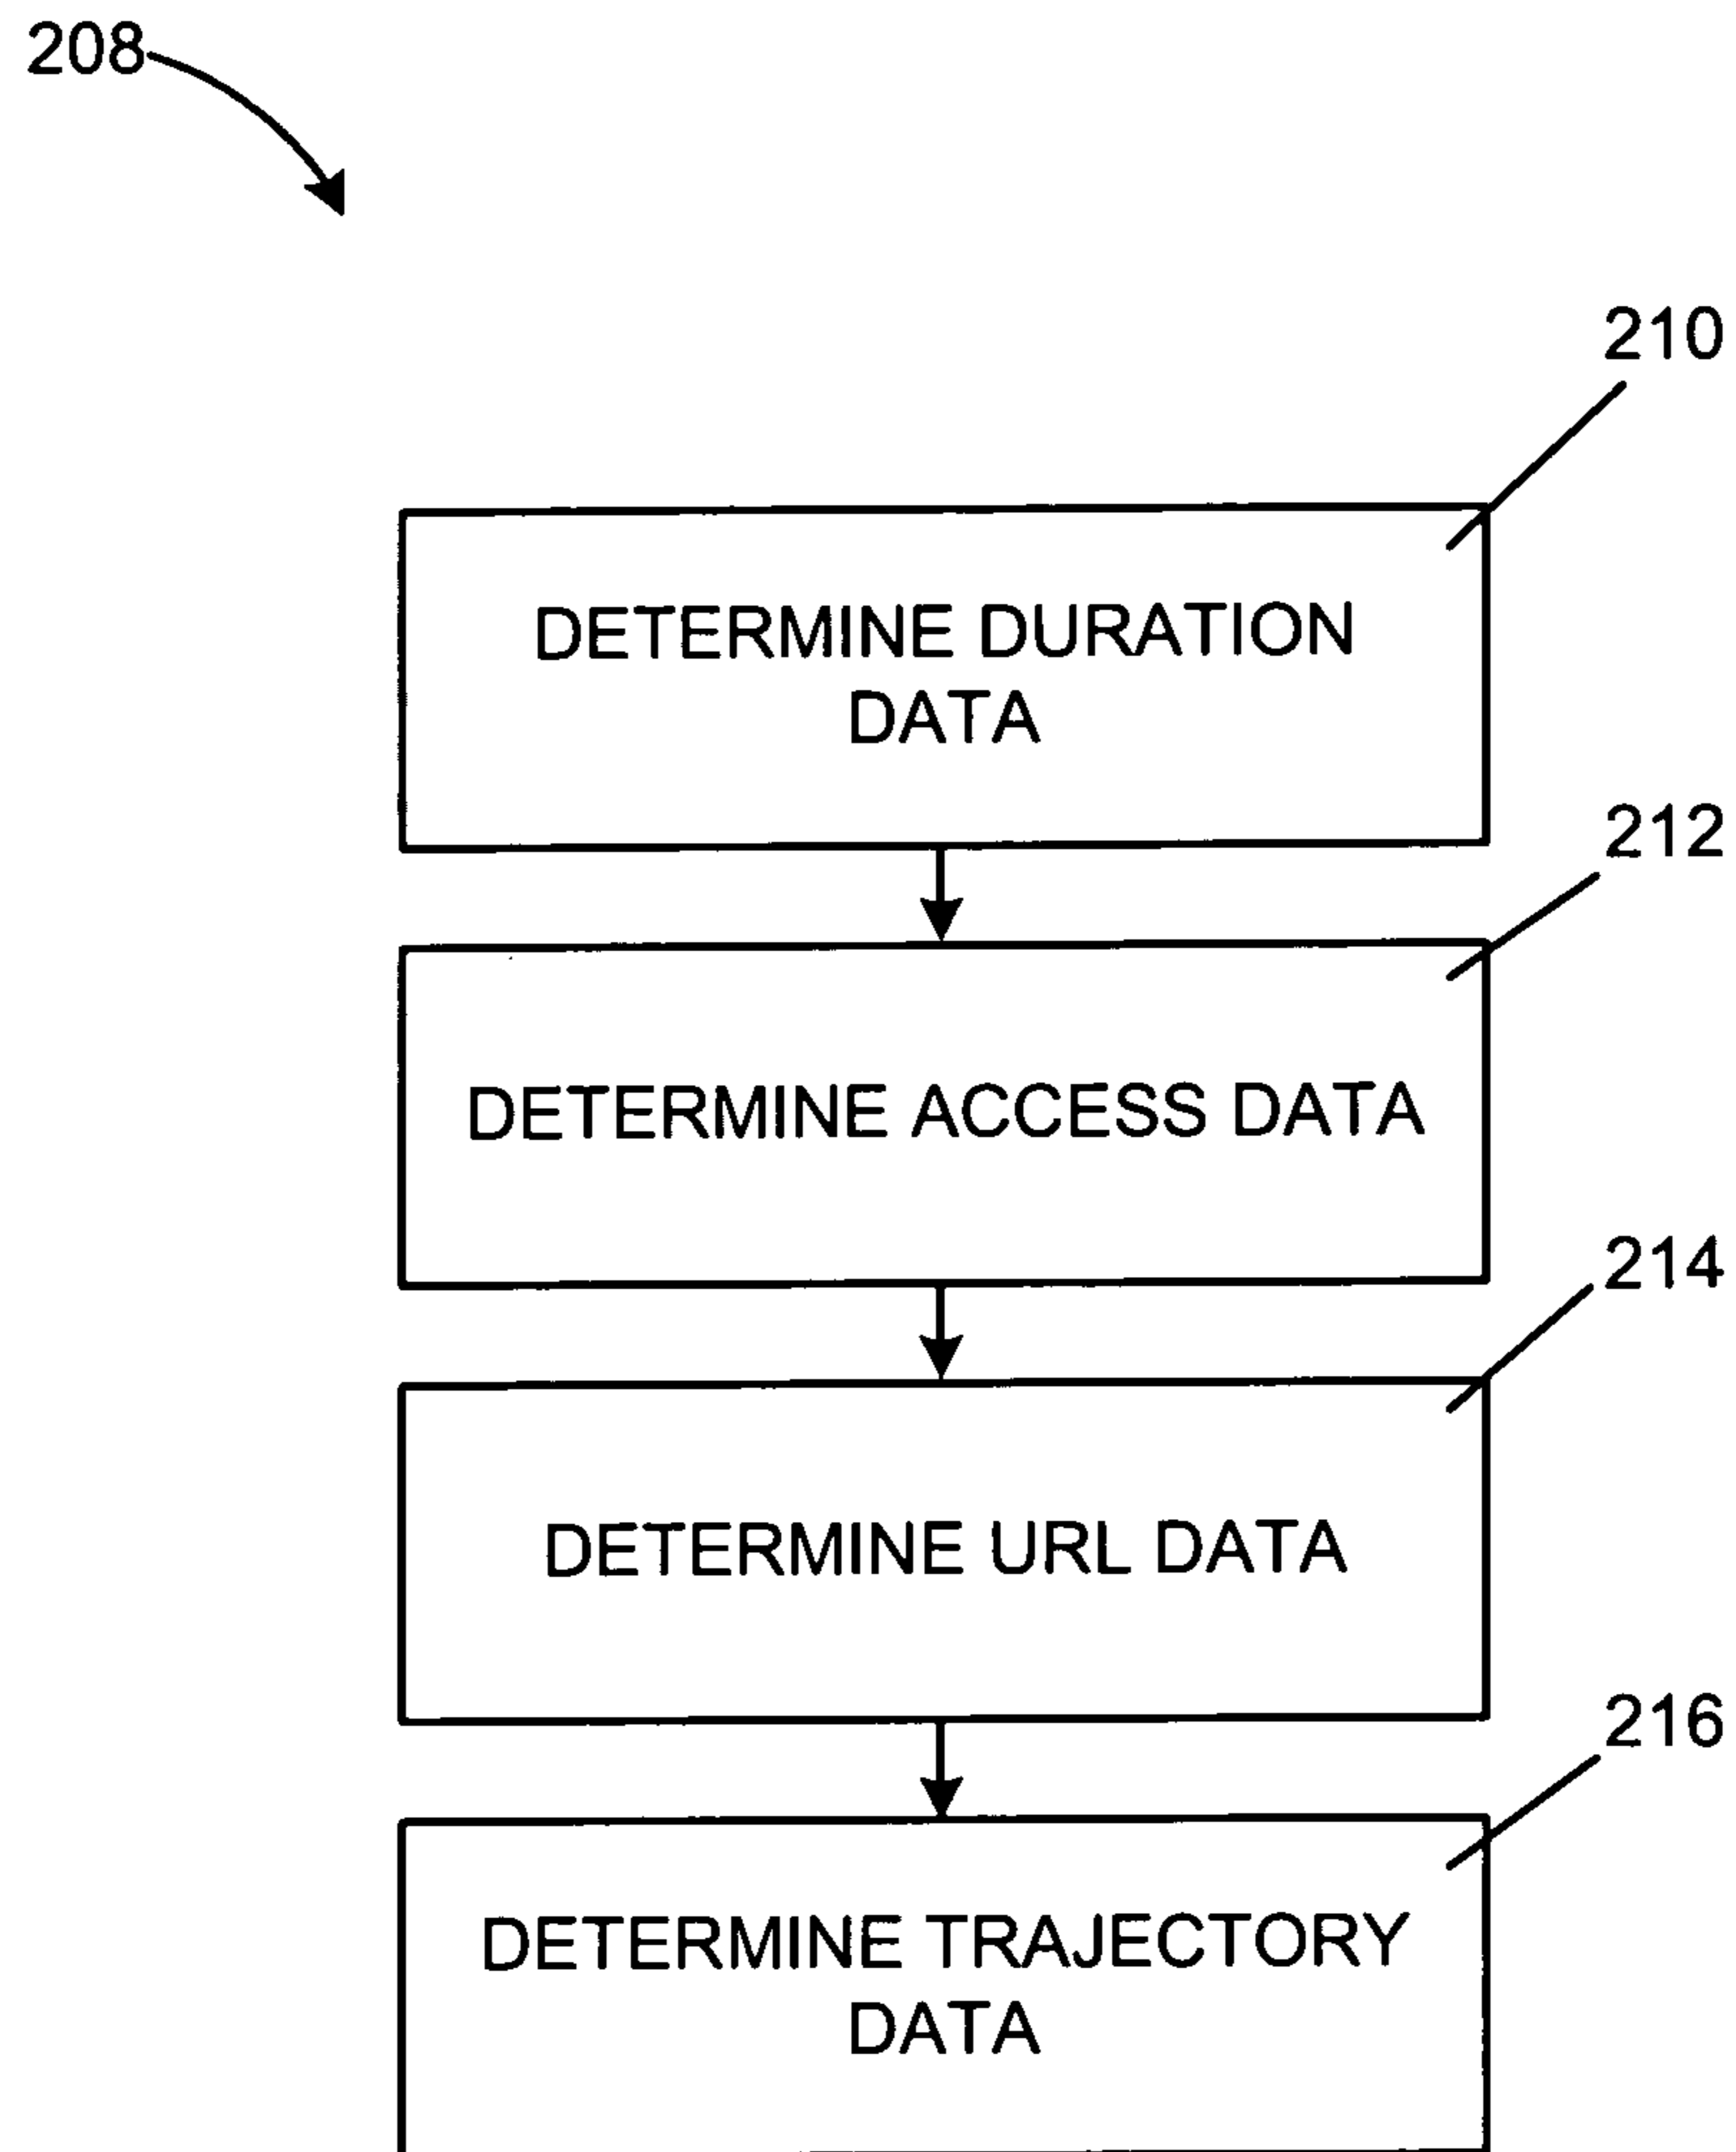 208
210
DETERMINE DURATION
DATA
212
DETERMINE ACCESS DATA
214
DETERMINE URL DATA
216
DETERMINE TRAJECTORY
DATA